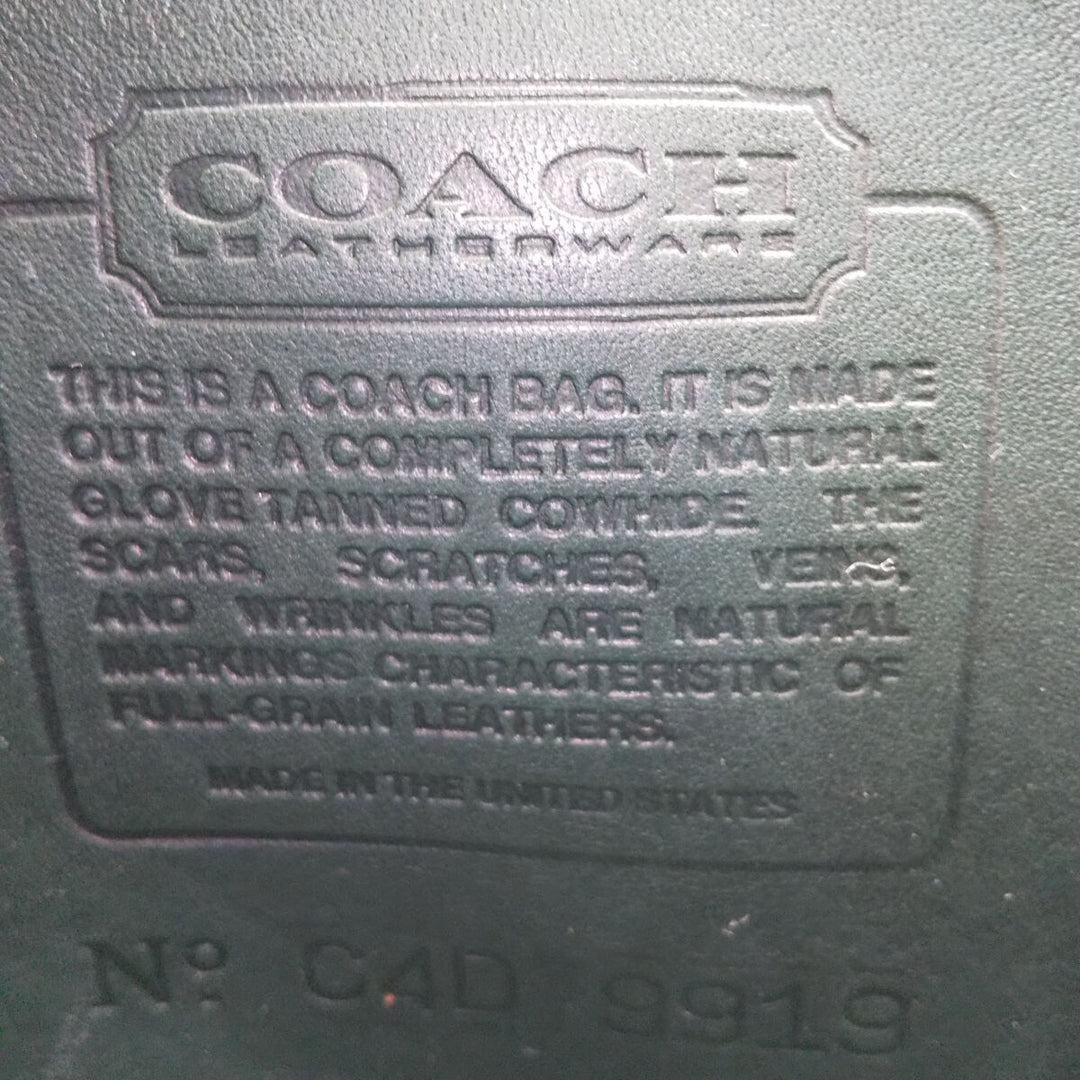 COACH
LEATHERWARE
THIS IS A COACH BAG. IT IS MADE
OUT OF A COMPLETELY NATURAL
GLOVE TANNED COWHIDE. THE
SCARS, SCRATCHES, VEINS,
AND WRINKLES ARE NATURAL
MARKINGS CHARACTERISTIC OF
FULL-GRAIN LEATHERS.
MADE IN THE UNITED STATES
Nº: C4D 9919